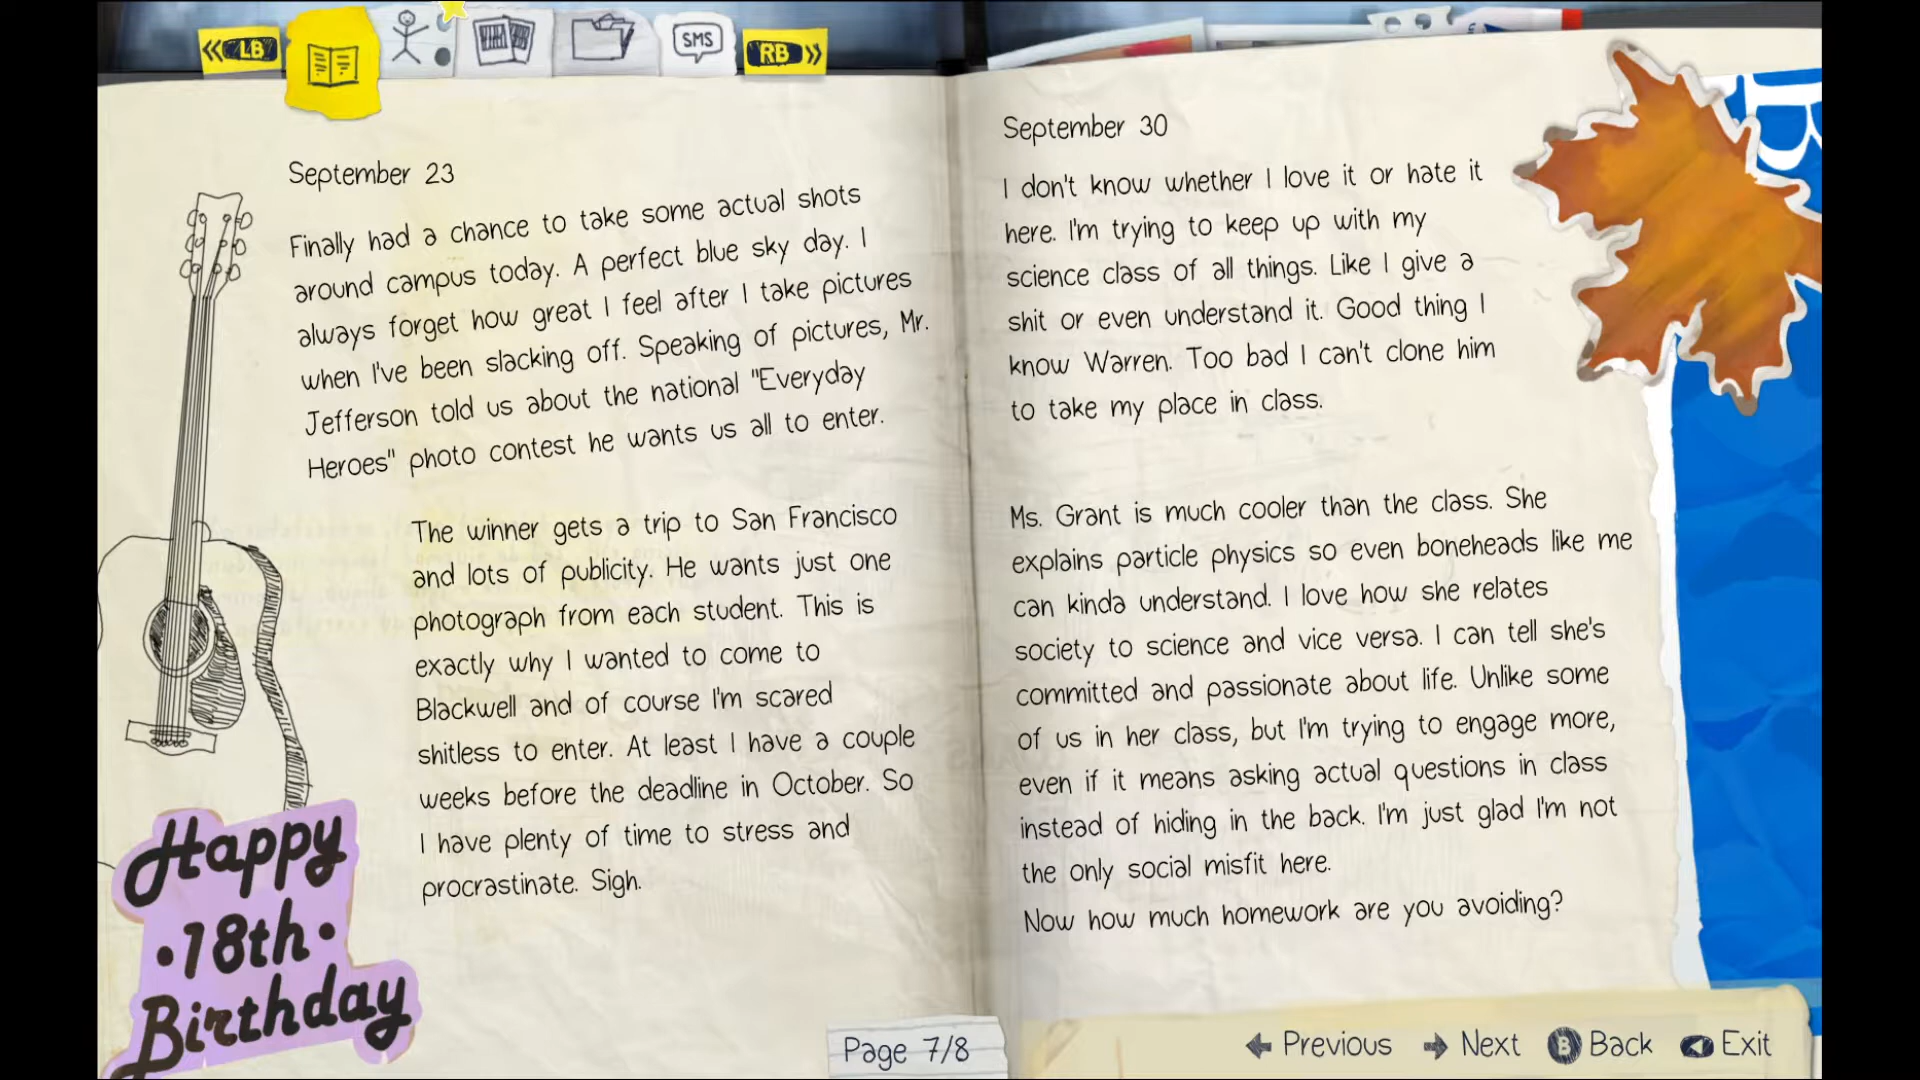 LB
SMS
RB
September 23
Finally had a chance to take some actual shots
around campus today. A perfect blue sky day. I
always forget how great I feel after I take pictures
when I've been slacking off. Speaking of pictures, Mr.
Jefferson told us about the national "Everyday
Heroes" photo contest he wants us all to enter.
The winner gets a trip to San Francisco
and lots of publicity. He wants just one
photograph from each student. This is
exactly why I wanted to come to
Blackwell and of course I'm scared
shitless to enter. At least I have a couple
weeks before the deadline in October. So
I have plenty of time to stress and
procrastinate. Sigh.
Happy
•18th•
Birthday
September 30
I don't know whether I love it or hate it
here. I'm trying to keep up with my
science class of all things. Like I give a
shit or even understand it. Good thing I
know Warren. Too bad I can't clone him
to take my place in class.
Ms. Grant is much cooler than the class. She
explains particle physics so even boneheads like me
can kinda understand. I love how she relates
society to science and vice versa. I can tell she's
committed and passionate about life. Unlike some
of us in her class, but I'm trying to engage more,
even if it means asking actual questions in class
instead of hiding in the back. I'm just glad I'm not
the only social misfit here.
Now how much homework are you avoiding?
B
Page 7/8
Previous Next B Back Exit